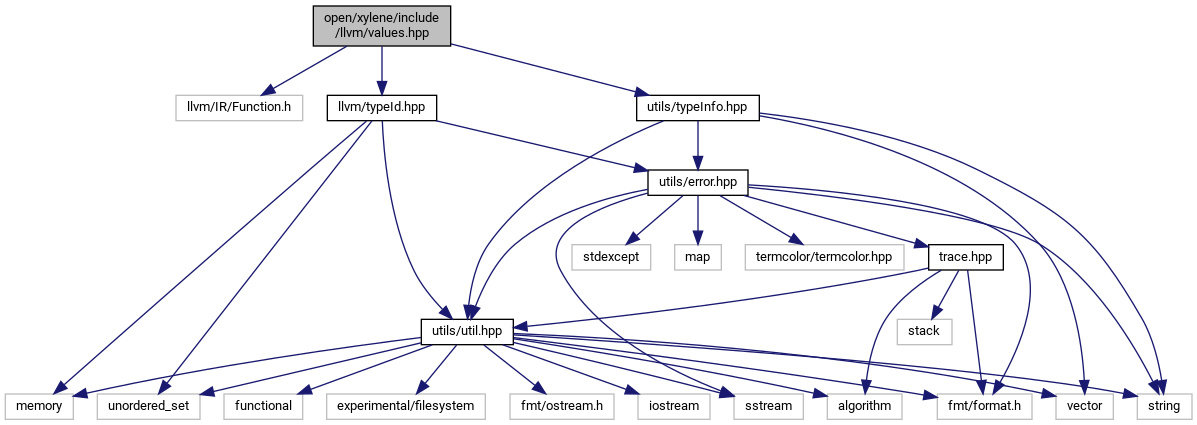 open/xylene/include
/llvm/values.hpp
llvm/IR/Function.h
llvm/typeId.hpp
utils/typeInfo.hpp
utils/error.hpp
stdexcept
map
termcolor/termcolor.hpp
trace.hpp
stack
utils/util.hpp
memory
unordered_set
functional
experimental/filesystem
fmt/ostream.h
iostream
sstream
algorithm
fmt/format.h
vector
string